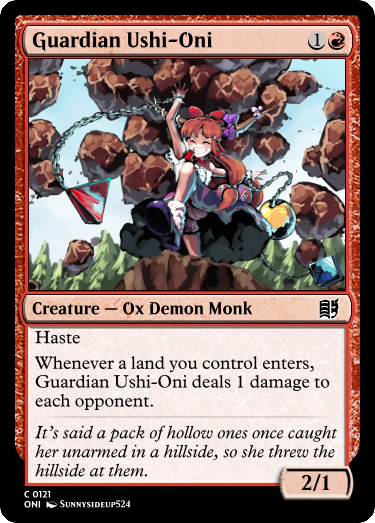 Guardian Ushi-Oni 1
Creature — Ox Demon Monk
Haste
Whenever a land you control enters,
Guardian Ushi-Oni deals 1 damage to
each opponent.
It's said a pack of hollow ones once caught
her unarmed in a hillside, so she threw the
hillside at them.
2/1
C 0121
ONI SUNNYSIDEUP524